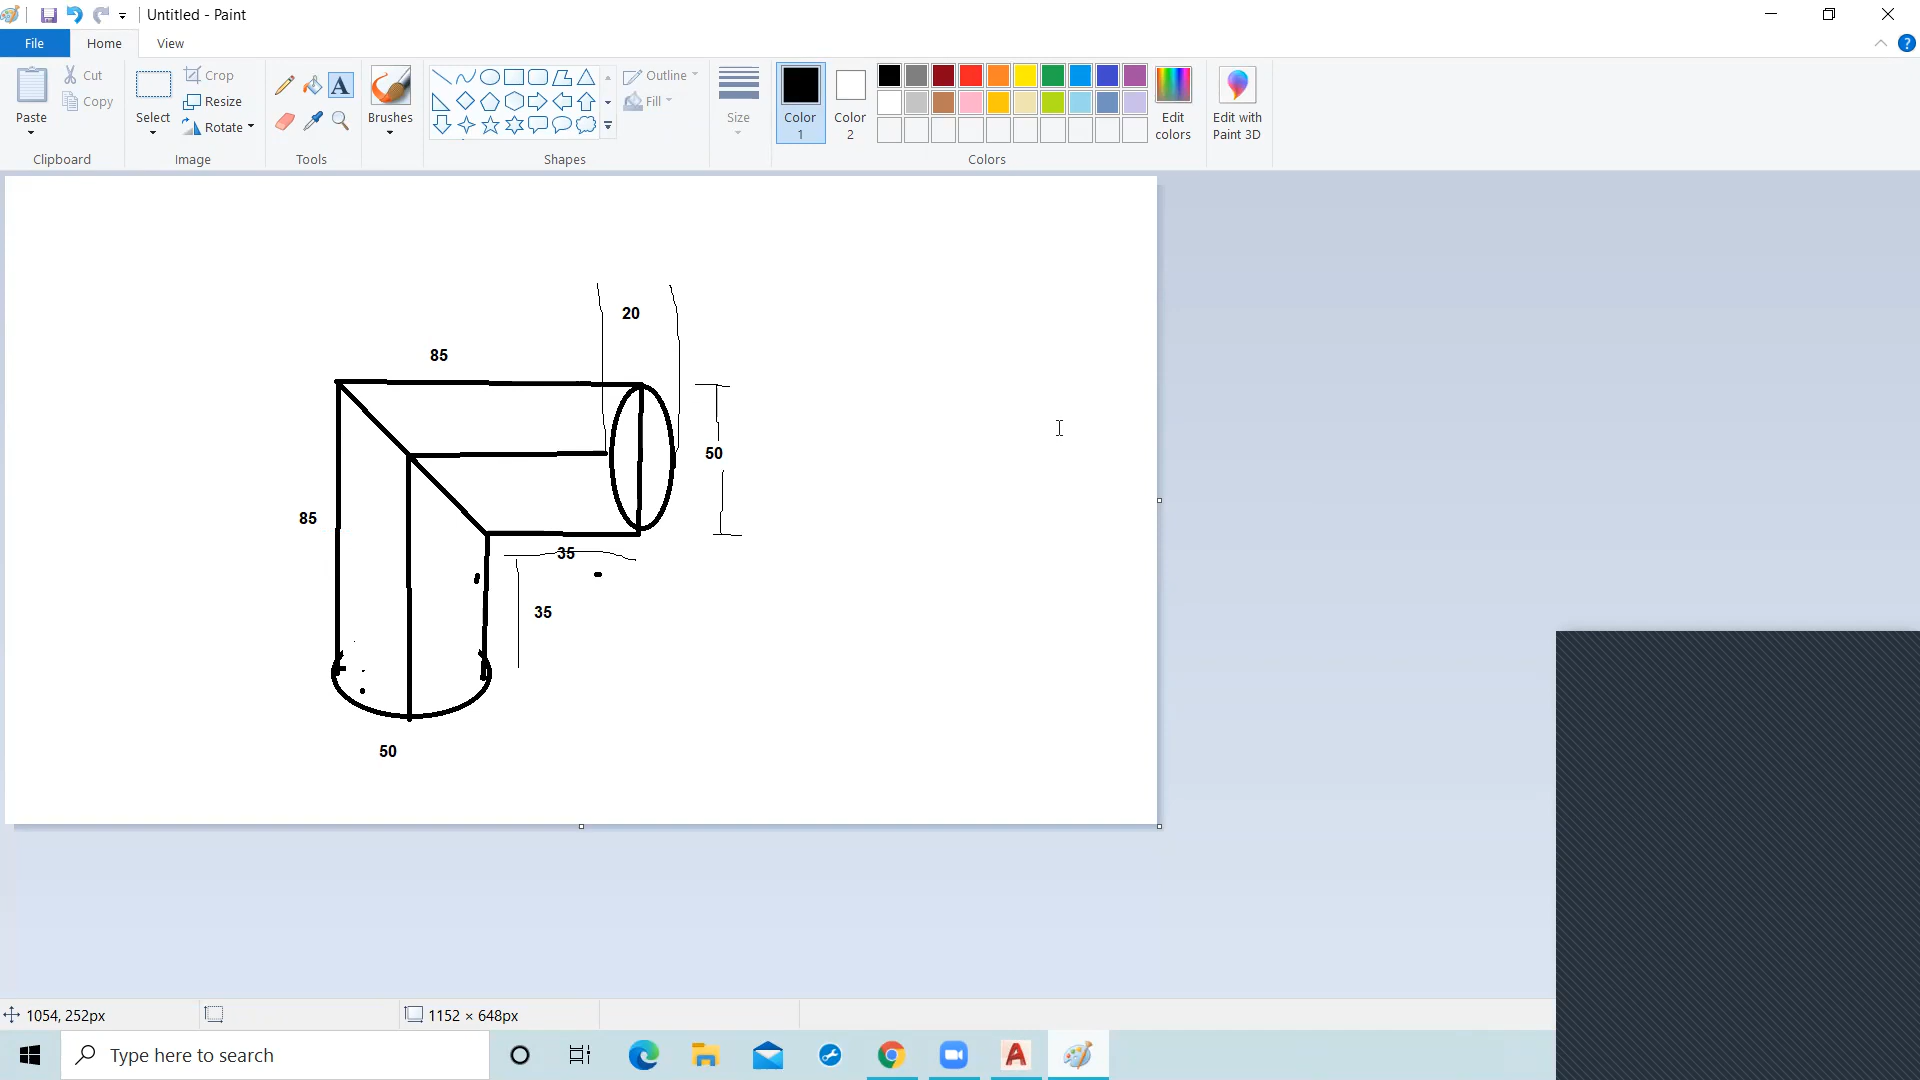 Untitled - Paint
File
Home
View
Paste
Cut
Copy
Clipboard
Select
Crop
Resize
Rotate
Image
A
Tools
Brushes
Shapes
Outline
Fill
Size
Color
1
Color
2
Edit
colors
Colors
Edit with
Paint 3D
?
20
85
50
85
35
35
50
1054, 252px
1152 × 648px
Type here to search